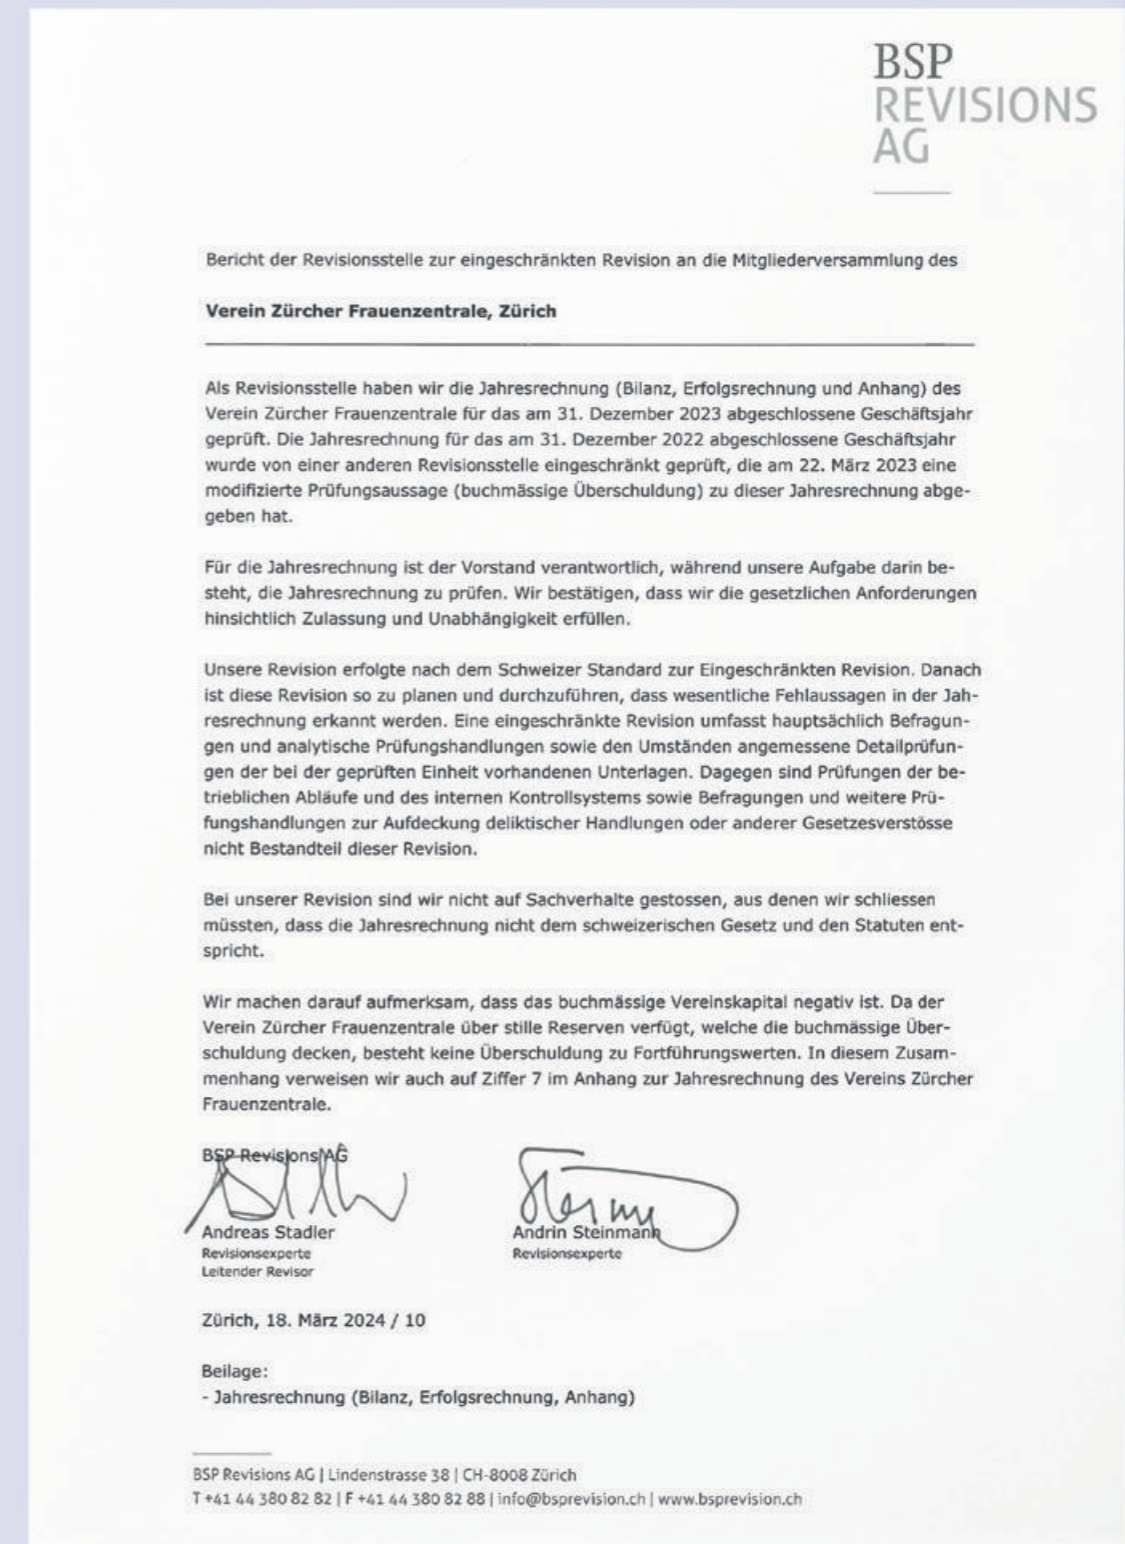 BSP
REVISIONS
AG
Bericht der Revisionsstelle zur eingeschränkten Revision an die Mitgliederversammlung des
Verein Zürcher Frauenzentrale, Zürich
Als Revisionsstelle haben wir die Jahresrechnung (Bilanz, Erfolgsrechnung und Anhang) des
Verein Zürcher Frauenzentrale für das am 31. Dezember 2023 abgeschlossene Geschäftsjahr
geprüft. Die Jahresrechnung für das am 31. Dezember 2022 abgeschlossene Geschäftsjahr
wurde von einer anderen Revisionsstelle eingeschränkt geprüft, die am 22. März 2023 eine
modifizierte Prüfungsaussage (buchmässige Überschuldung) zu dieser Jahresrechnung abge-
geben hat.
Für die Jahresrechnung ist der Vorstand verantwortlich, während unsere Aufgabe darin be-
steht, die Jahresrechnung zu prüfen. Wir bestätigen, dass wir die gesetzlichen Anforderungen
hinsichtlich Zulassung und Unabhängigkeit erfüllen.
Unsere Revision erfolgte nach dem Schweizer Standard zur Eingeschränkten Revision. Danach
ist diese Revision so zu planen und durchzuführen, dass wesentliche Fehlaussagen in der Jah-
resrechnung erkannt werden. Eine eingeschränkte Revision umfasst hauptsächlich Befragun-
gen und analytische Prüfungshandlungen sowie den Umständen angemessene Detailprüfun-
gen der bei der geprüften Einheit vorhandenen Unterlagen. Dagegen sind Prüfungen der be-
trieblichen Abläufe und des internen Kontrollsystems sowie Befragungen und weitere Prü-
fungshandlungen zur Aufdeckung deliktischer Handlungen oder anderer Gesetzesverstösse
nicht Bestandteil dieser Revision.
Bei unserer Revision sind wir nicht auf Sachverhalte gestossen, aus denen wir schliessen
müssten, dass die Jahresrechnung nicht dem schweizerischen Gesetz und den Statuten ent-
spricht.
Wir machen darauf aufmerksam, dass das buchmässige Vereinskapital negativ ist. Da der
Verein Zürcher Frauenzentrale über stille Reserven verfügt, welche die buchmässige Über-
schuldung decken, besteht keine Überschuldung zu Fortführungswerten. In diesem Zusam-
menhang verweisen wir auch auf Ziffer 7 im Anhang zur Jahresrechnung des Vereins Zürcher
Frauenzentrale.
BSP Revisions AG
Andreas Stadler Andrin Steinmann
Revisionsexperte Revisionsexperte
Leitender Revisor
Zürich, 18. März 2024 / 10
Beilage:
- Jahresrechnung (Bilanz, Erfolgsrechnung, Anhang)
BSP Revisions AG | Lindenstrasse 38 | CH-8008 Zürich
T +41 44 380 82 82 | F +41 44 380 82 88 | info@bsprevision.ch | www.bsprevision.ch